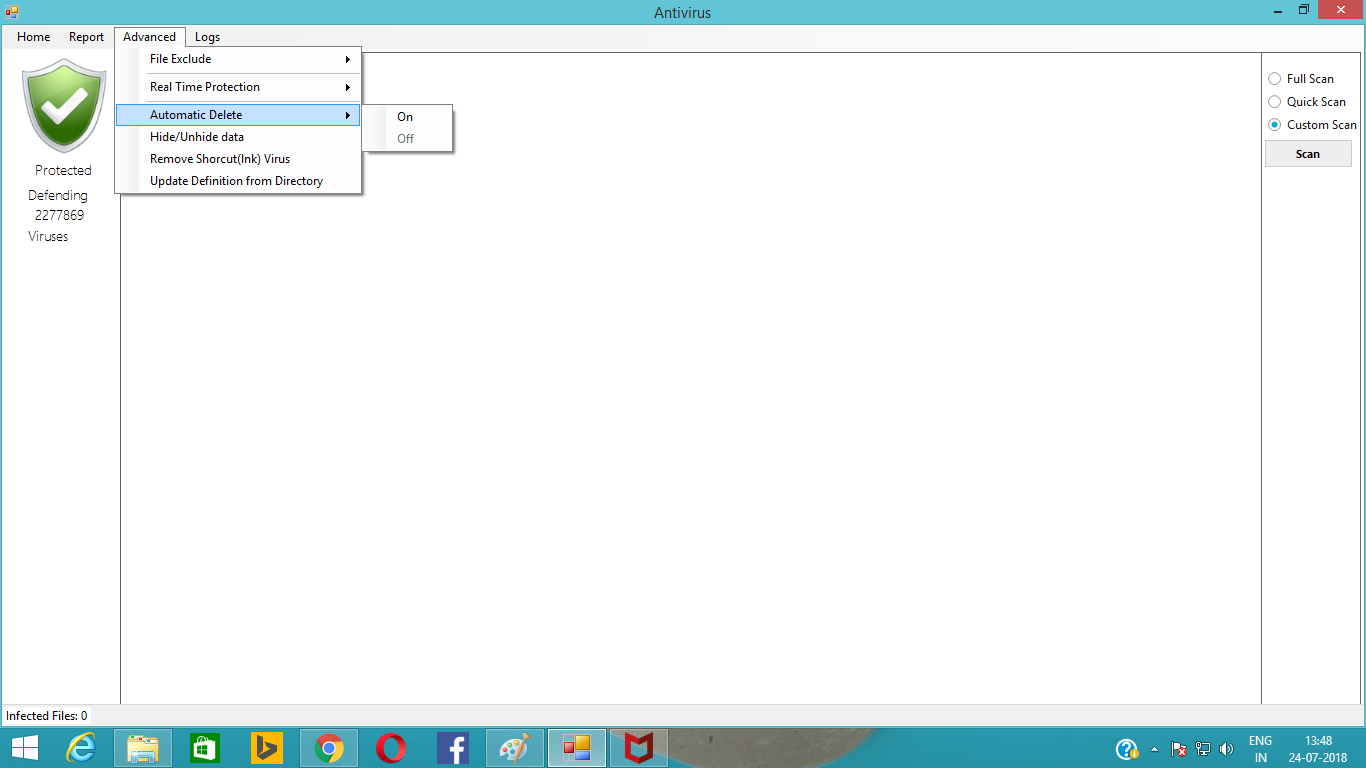 Antivirus
Home Report Advanced Logs
File Exclude
Real Time Protection
Automatic Delete
On
Off
Hide/Unhide data
Remove Shorcut(Ink) Virus
Update Definition from Directory
Protected
Defending
2277869
Viruses
Full Scan
Quick Scan
Custom Scan
Scan
Infected Files: 0
ENG
IN
13:48
24-07-2018